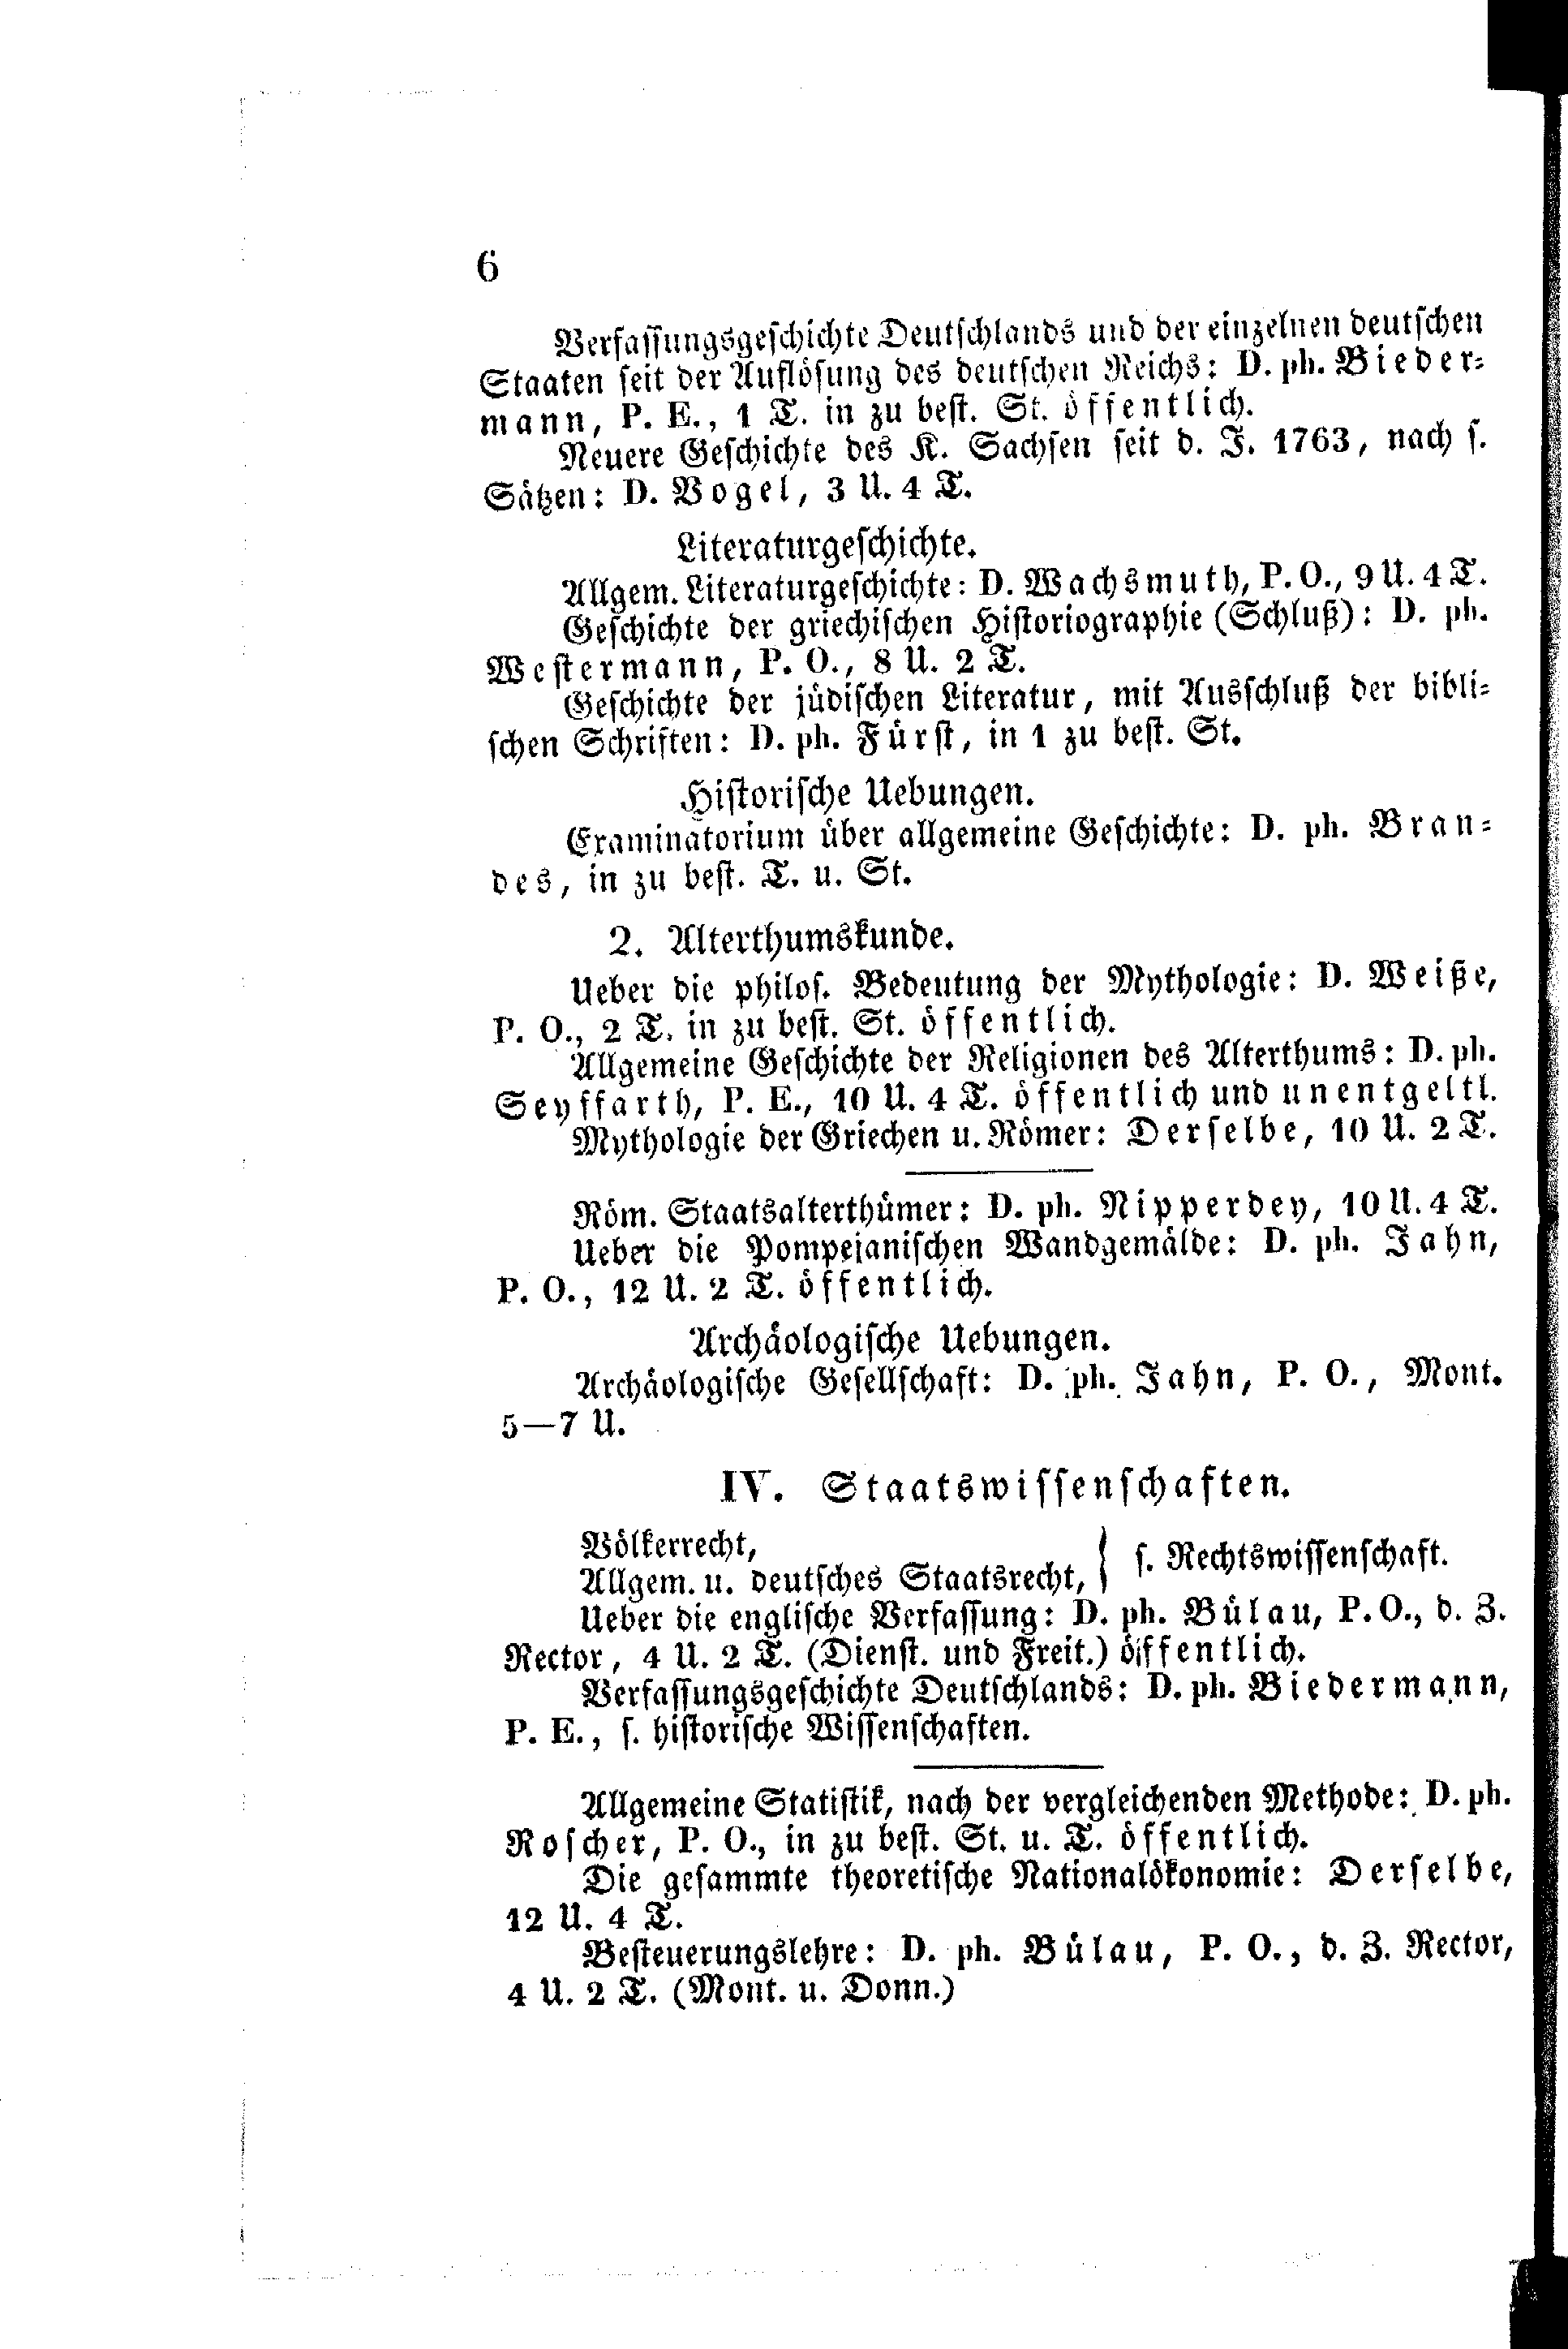 6
Verfassungsgeschichte Deutschlands und der einzelnen deutschen
Staaten seit der Auflösung des deutschen Reichs: D. ph. Bieder-
mann, P. E., 1 T. in zu best. St. öffentlich.
Neuere Geschichte des K. Sachsen seit d. J. 1763, nach s.
Sätzen: D. Vogel, 3 U. 4 T.
Literaturgeschichte.
Allgem. Literaturgeschichte: D. Wachsmuth, P. O., 9 U. 4 T.
Geschichte der griechischen Historiographie (Schluß): D. ph.
Westermann, P. O., 8 U. 2 T.
Geschichte der jüdischen Literatur, mit Ausschluß der bibli-
schen Schriften: D. ph. Fürst, in 1 zu best. St.
Historische Uebungen.
Examinatorium über allgemeine Geschichte: D. ph. Bran-
des, in zu best. T. u. St.
2. Alterthumskunde.
Ueber die philos. Bedeutung der Mythologie: D. Weiße,
P. O., 2 T. in zu best. St. öffentlich.
Allgemeine Geschichte der Religionen des Alterthums: D. ph.
Seyffarth, P. E., 10 U. 4 T. öffentlich und unentgeltl.
Mythologie der Griechen u. Römer: Derselbe, 10 U. 2 T.
Röm. Staatsalterthümer: D. ph. Nipperdey, 10 U. 4 T.
Ueber die Pompejanischen Wandgemälde: D. ph. Jahn,
P. O., 12 U. 2 T. öffentlich.
Archäologische Uebungen.
Archäologische Gesellschaft: D. ph. Jahn, P. O., Mont.
5—7 U.
IV. Staatswissenschaften.
Völkerrecht,
Allgem. u. deutsches Staatsrecht, } s. Rechtswissenschaft.
Ueber die englische Verfassung: D. ph. Bülau, P. O., d. Z.
Rector, 4 U. 2 T. (Dienst. und Freit.) öffentlich.
Verfassungsgeschichte Deutschlands: D. ph. Biedermann,
P. E., s. historische Wissenschaften.
Allgemeine Statistik, nach der vergleichenden Methode: D. ph.
Roscher, P. O., in zu best. St. u. T. öffentlich.
Die gesammte theoretische Nationalökonomie: Derselbe,
12 U. 4 T.
Besteuerungslehre: D. ph. Bülau, P. O., d. Z. Rector,
4 U. 2 T. (Mont. u. Donn.)